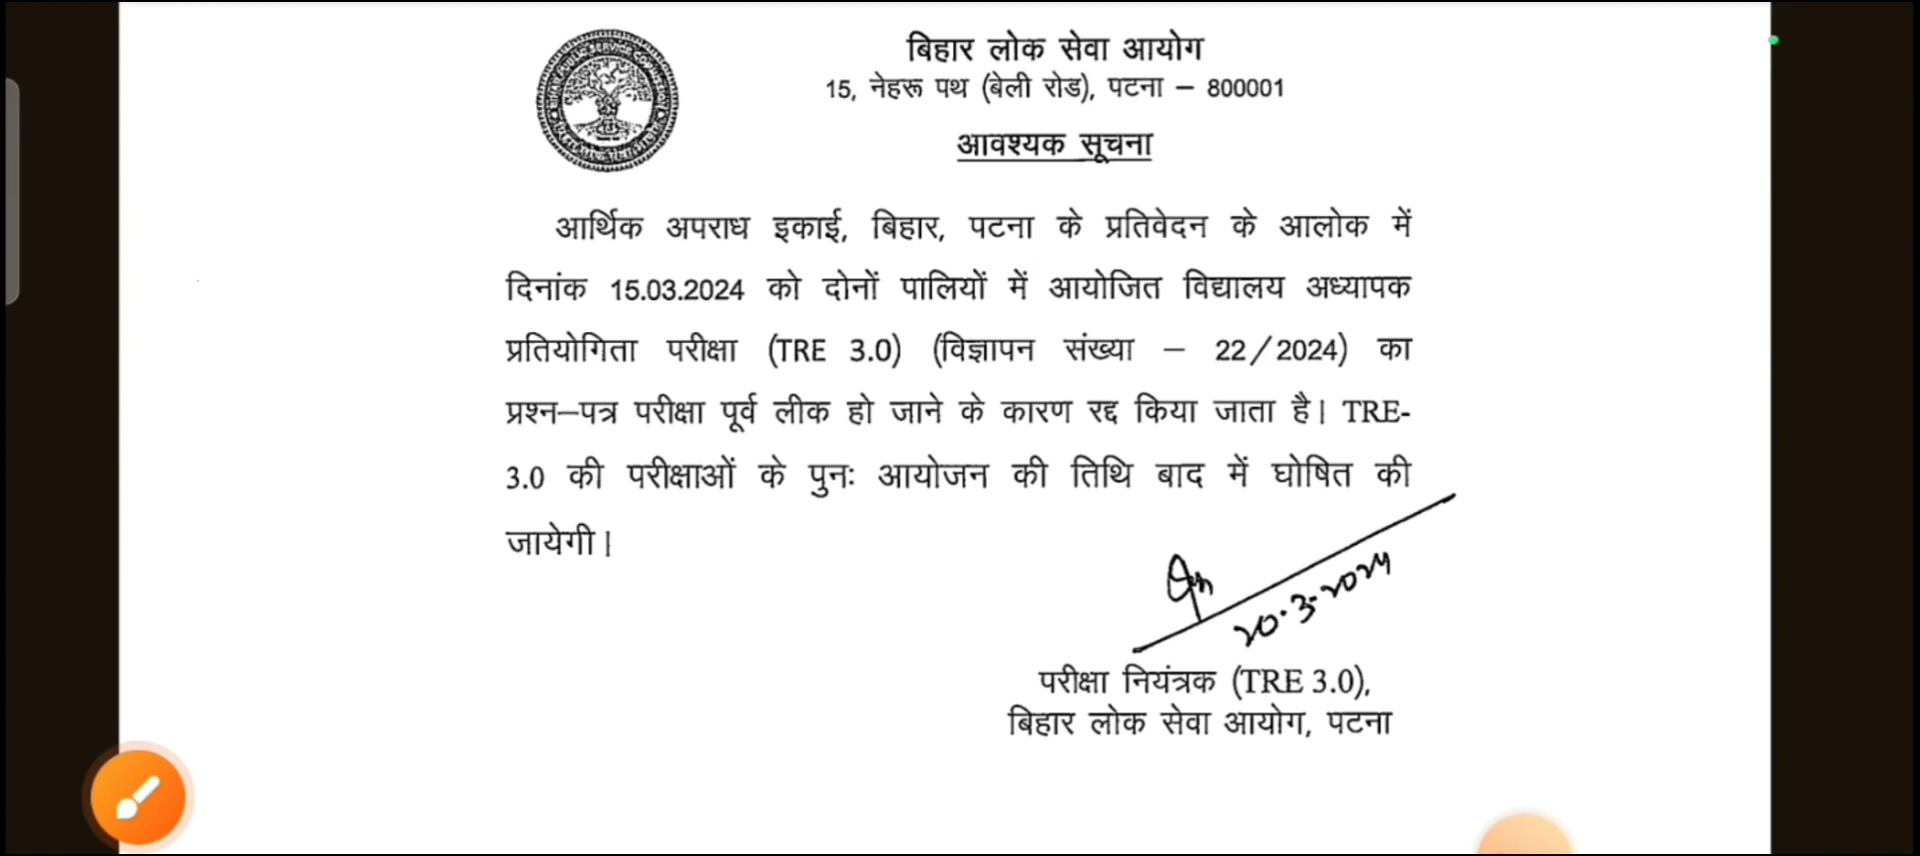 बिहार लोक सेवा आयोग
15, नेहरू पथ (बेली रोड), पटना – 800001
आवश्यक सूचना
आर्थिक अपराध इकाई, बिहार, पटना के प्रतिवेदन के आलोक में
दिनांक 15.03.2024 को दोनों पालियों में आयोजित विद्यालय अध्यापक
प्रतियोगिता परीक्षा (TRE 3.0) (विज्ञापन संख्या – 22/2024) का
प्रश्न–पत्र परीक्षा पूर्व लीक हो जाने के कारण रद्द किया जाता है। TRE-
3.0 की परीक्षाओं के पुनः आयोजन की तिथि बाद में घोषित की
जायेगी।
20.3.2024
परीक्षा नियंत्रक (TRE 3.0),
बिहार लोक सेवा आयोग, पटना